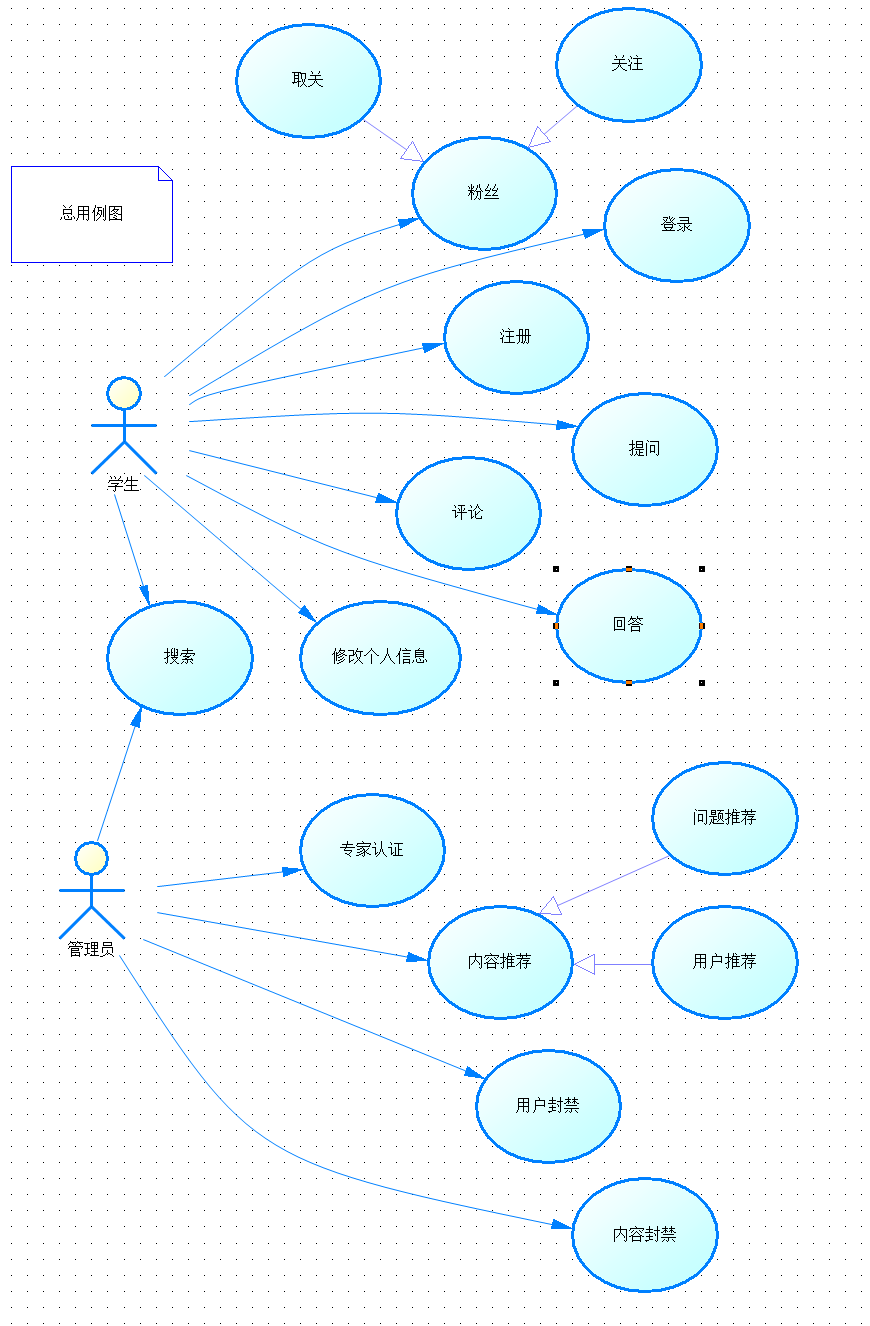 关注
取关
粉丝
总用例图
登录
注册
提问
学生
评论
回答
搜索
修改个人信息
问题推荐
专家认证
管理员
内容推荐
用户推荐
用户封禁
内容封禁